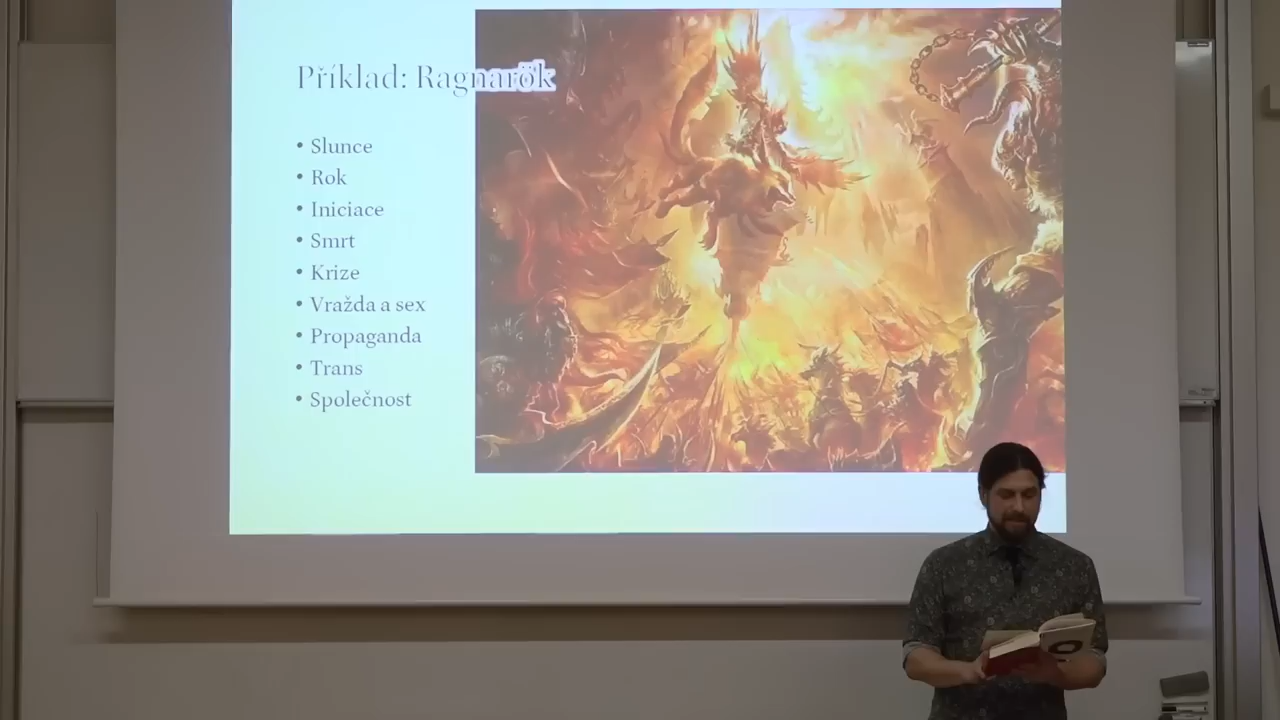 Příklad: Ragnarök
• Slunce
• Rok
• Iniciace
• Smrt
• Krize
• Vražda a sex
• Propaganda
• Trans
• Společnost